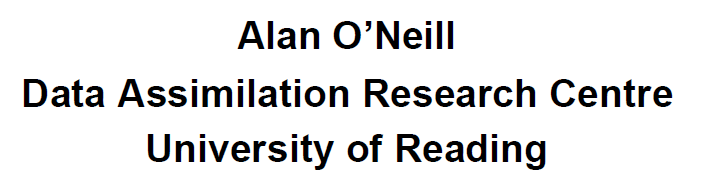 Alan O’Neill
Data Assimilation Research Centre
University of Reading